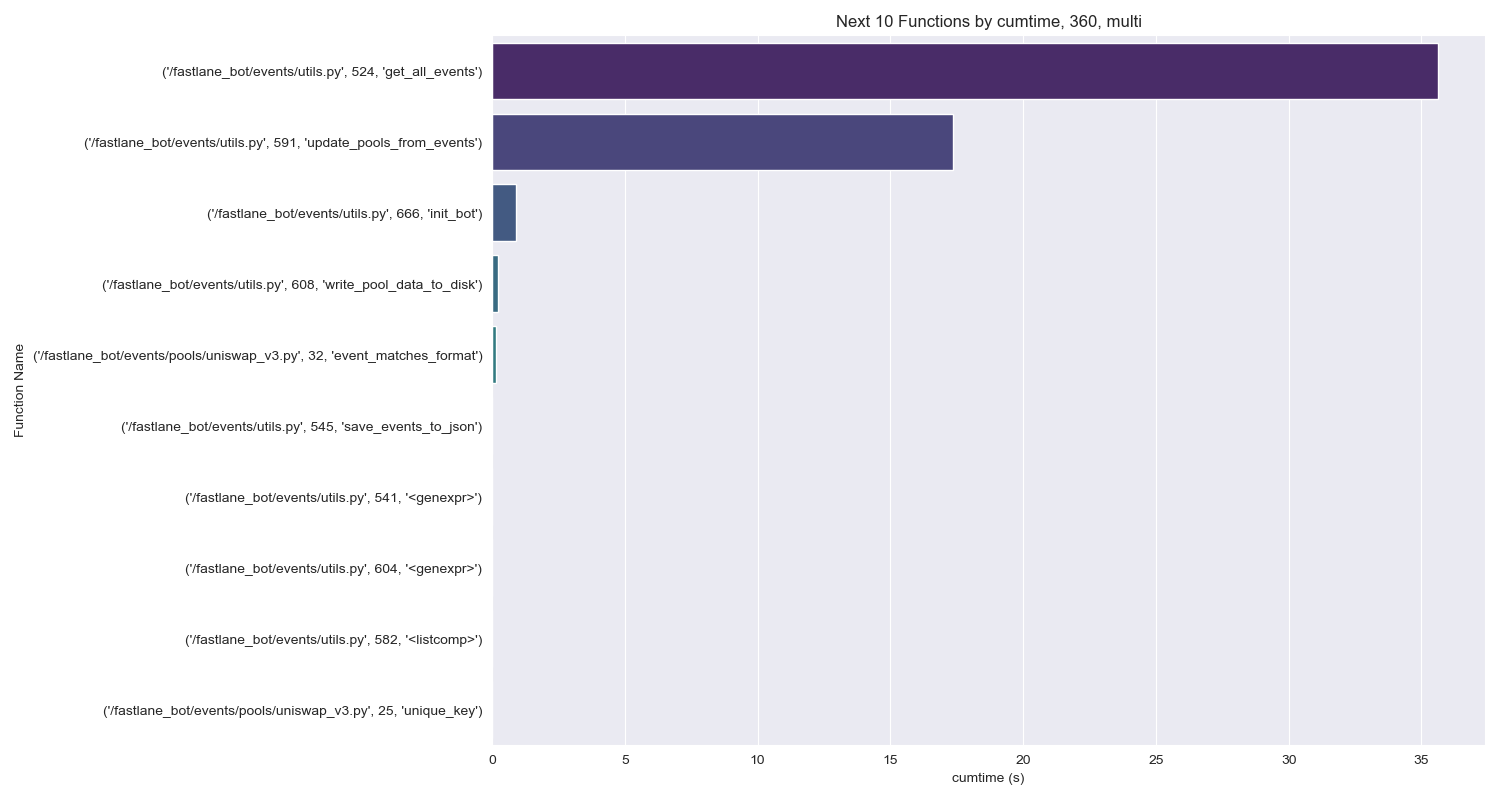 Next 10 Functions by cumtime, 360, multi
('/fastlane_bot/events/utils.py', 524, 'get_all_events')
('/fastlane_bot/events/utils.py', 591, 'update_pools_from_events')
('/fastlane_bot/events/utils.py', 666, 'init_bot')
('/fastlane_bot/events/utils.py', 608, 'write_pool_data_to_disk')
('/fastlane_bot/events/pools/uniswap_v3.py', 32, 'event_matches_format')
('/fastlane_bot/events/utils.py', 545, 'save_events_to_json')
('/fastlane_bot/events/utils.py', 541, '<genexpr>')
('/fastlane_bot/events/utils.py', 604, '<genexpr>')
('/fastlane_bot/events/utils.py', 582, '<listcomp>')
('/fastlane_bot/events/pools/uniswap_v3.py', 25, 'unique_key')
Function Name
0 5 10 15 20 25 30 35
cumtime (s)